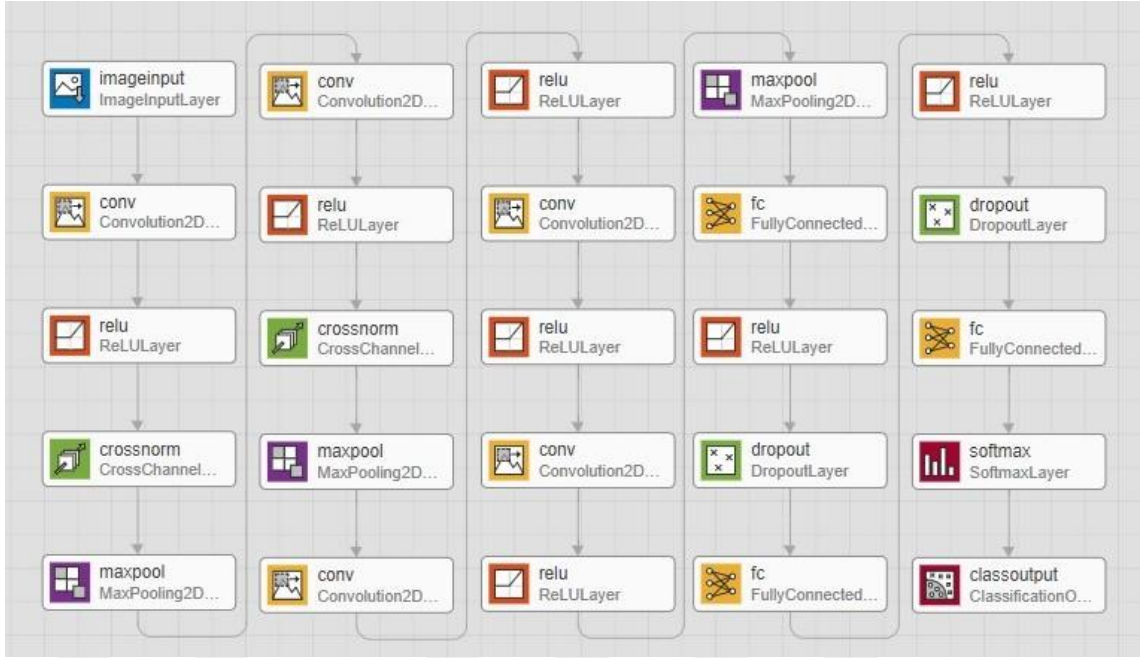 imageinput
ImageInputLayer
conv
Convolution2D...
relu
ReLULayer
crossnorm
CrossChannel...
maxpool
MaxPooling2D...
conv
Convolution2D...
relu
ReLULayer
crossnorm
CrossChannel...
maxpool
MaxPooling2D...
conv
Convolution2D...
relu
ReLULayer
conv
Convolution2D...
relu
ReLULayer
conv
Convolution2D...
relu
ReLULayer
maxpool
MaxPooling2D...
fc
FullyConnected...
relu
ReLULayer
dropout
DropoutLayer
fc
FullyConnected...
relu
ReLULayer
dropout
DropoutLayer
fc
FullyConnected...
softmax
SoftmaxLayer
classoutput
ClassificationO...